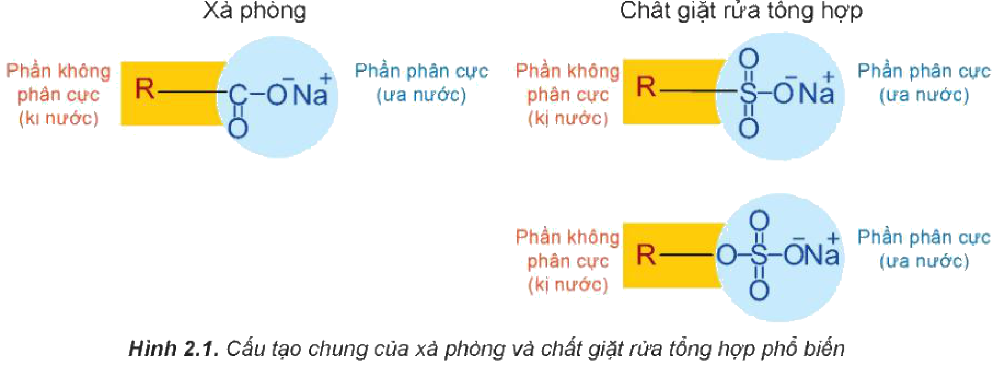 Xà phòng
Chất giặt rửa tổng hợp
Phần không
phân cực
(kị nước)
R
C
O
O⁻ Na⁺
Phần phân cực
(ưa nước)
Phần không
phân cực
(kị nước)
R
O
S
O⁻ Na⁺
O
Phần phân cực
(ưa nước)
Phần không
phân cực
(kị nước)
R
O
O
S
O⁻ Na⁺
O
Phần phân cực
(ưa nước)
Hình 2.1. Cấu tạo chung của xà phòng và chất giặt rửa tổng hợp phổ biến